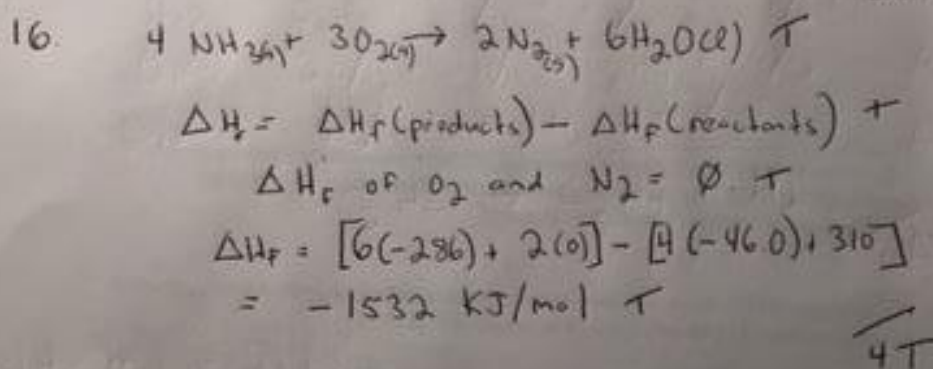 16. 4 NH3(g) + 3O2(g) → 2N2(g) + 6H2O(l) T
ΔH = ΔHF(products) - ΔHF(reactants) T
ΔHF of O2 and N2 = Ø T
ΔHF = [6(-286) + 2(0)] - [4(-46.0) + 3(0)]
= -1532 KJ/mol T
4T